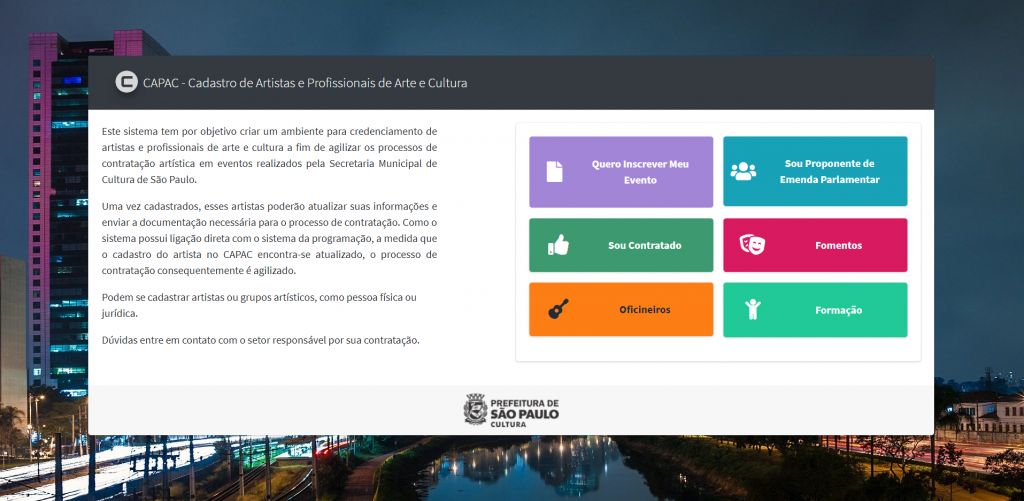 CAPAC - Cadastro de Artistas e Profissionais de Arte e Cultura
Este sistema tem por objetivo criar um ambiente para credenciamento de
artistas e profissionais de arte e cultura a fim de agilizar os processos de
contratação artística em eventos realizados pela Secretaria Municipal de
Cultura de São Paulo.
Uma vez cadastrados, esses artistas poderão atualizar suas informações e
enviar a documentação necessária para o processo de contratação. Como o
sistema possui ligação direta com o sistema da programação, a medida que
o cadastro do artista no CAPAC encontra-se atualizado, o processo de
contratação consequentemente é agilizado.
Podem se cadastrar artistas ou grupos artísticos, como pessoa física ou
jurídica.
Dúvidas entre em contato com o setor responsável por sua contratação.
Quero Inscrever Meu
Evento
Sou Proponente de
Emenda Parlamentar
Sou Contratado
Fomentos
Oficineiros
Formação
PREFEITURA DE
SÃO PAULO
CULTURA